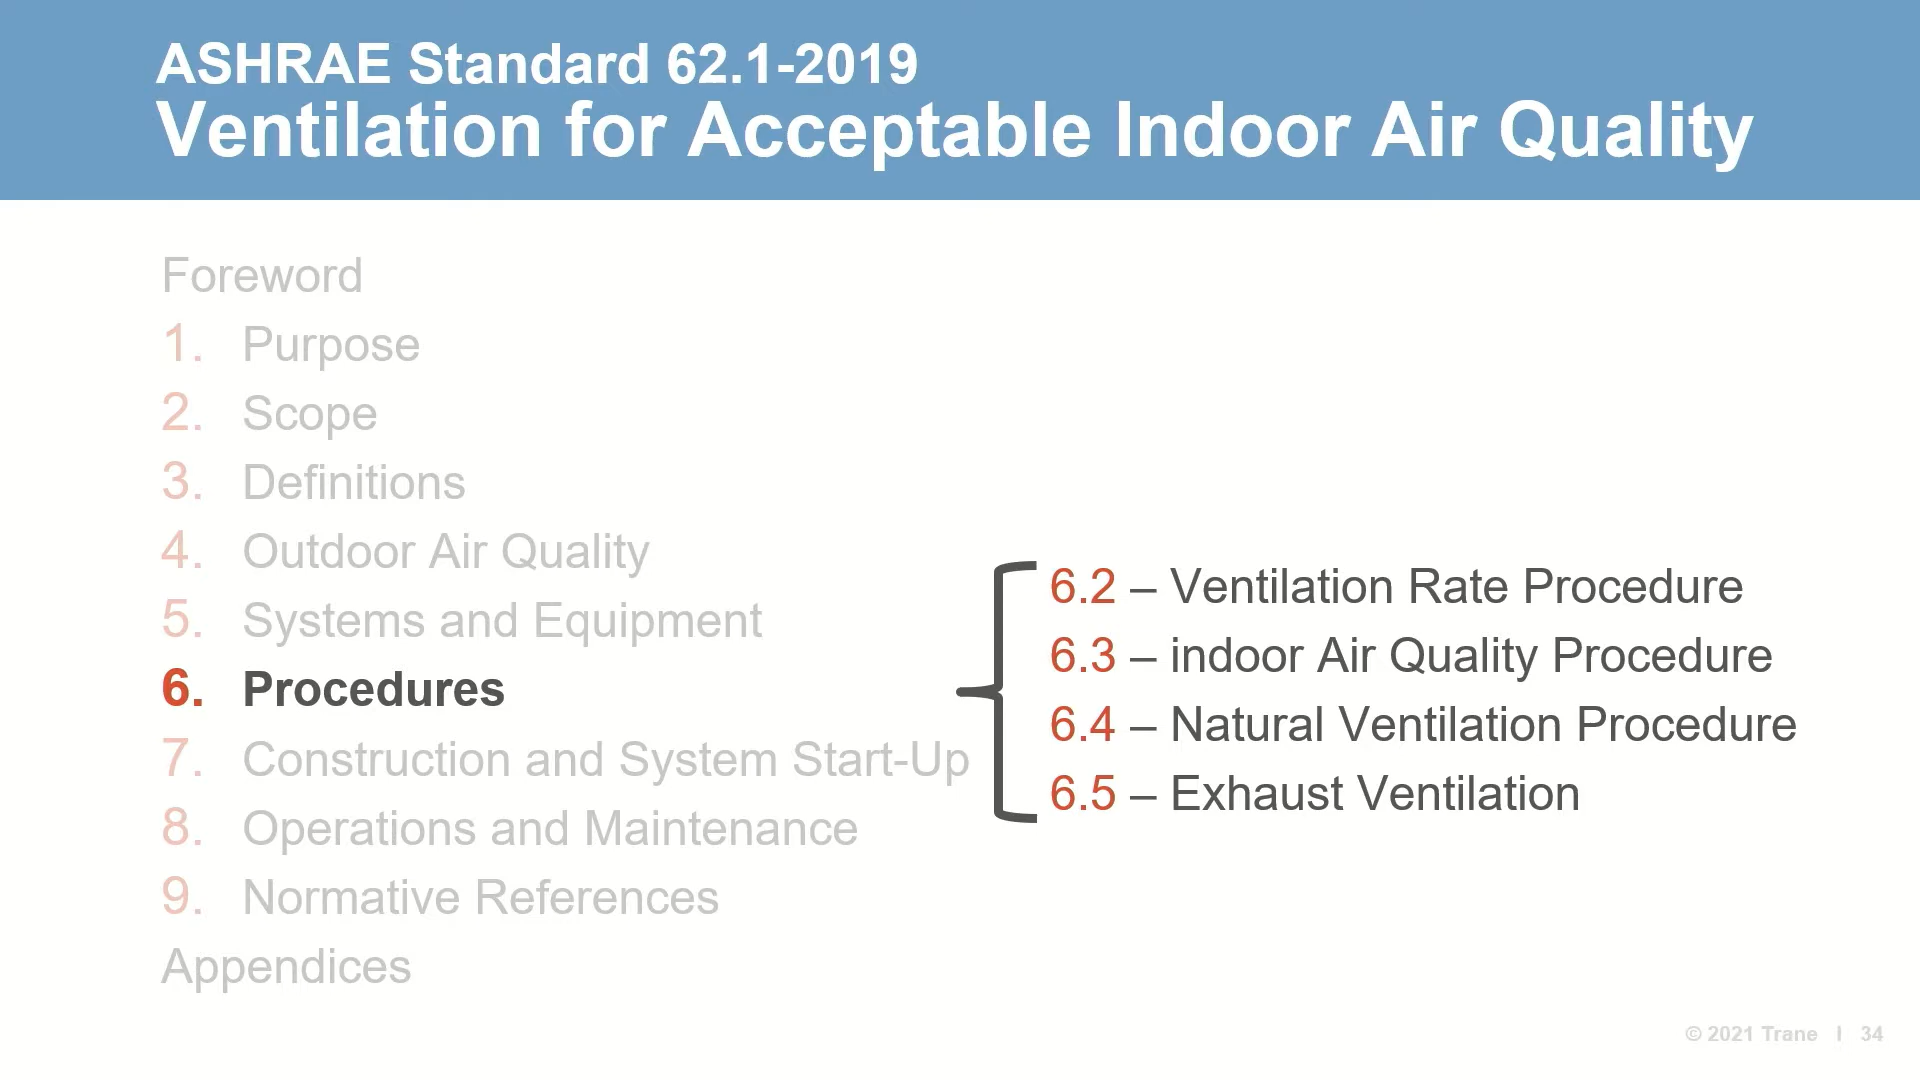 ASHRAE Standard 62.1-2019
Ventilation for Acceptable Indoor Air Quality
Foreword
1. Purpose
2. Scope
3. Definitions
4. Outdoor Air Quality
5. Systems and Equipment
6. Procedures
7. Construction and System Start-Up
8. Operations and Maintenance
9. Normative References
Appendices
6.2 – Ventilation Rate Procedure
6.3 – indoor Air Quality Procedure
6.4 – Natural Ventilation Procedure
6.5 – Exhaust Ventilation
© 2021 Trane | 34